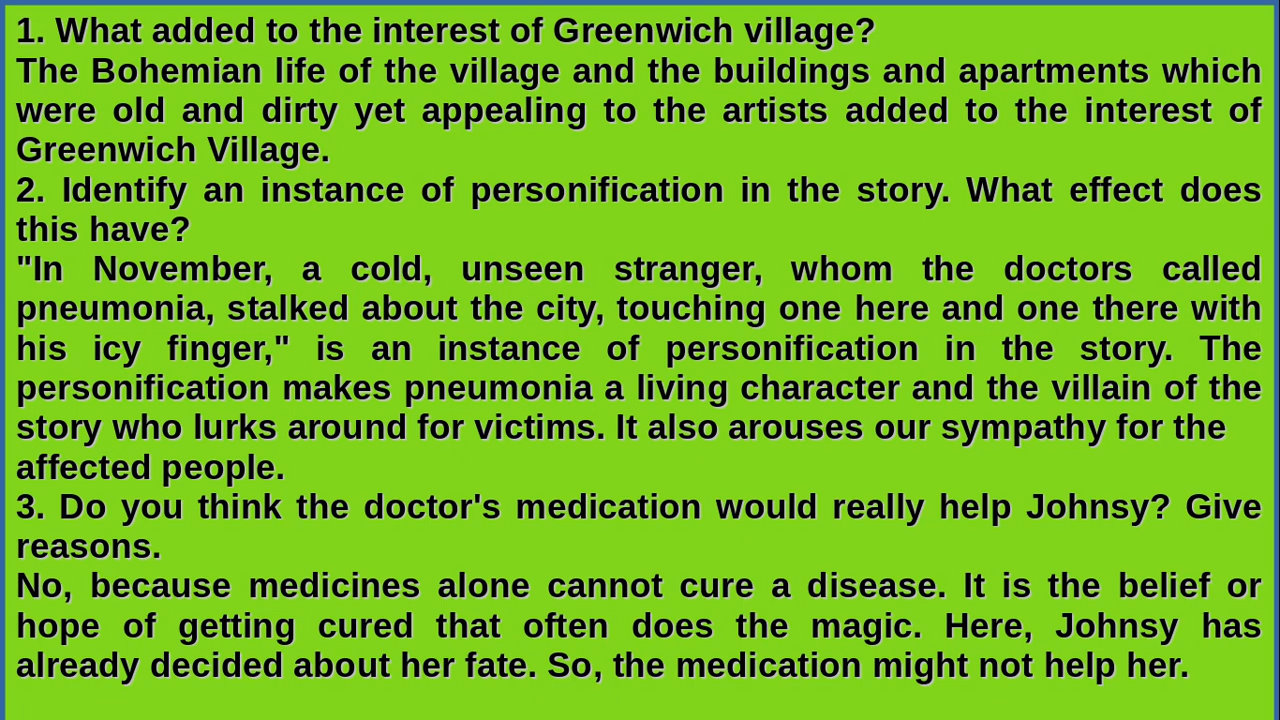 1. What added to the interest of Greenwich village?
The Bohemian life of the village and the buildings and apartments which
were old and dirty yet appealing to the artists added to the interest of
Greenwich Village.
2. Identify an instance of personification in the story. What effect does
this have?
"In November, a cold, unseen stranger, whom the doctors called
pneumonia, stalked about the city, touching one here and one there with
his icy finger," is an instance of personification in the story. The
personification makes pneumonia a living character and the villain of the
story who lurks around for victims. It also arouses our sympathy for the
affected people.
3. Do you think the doctor's medication would really help Johnsy? Give
reasons.
No, because medicines alone cannot cure a disease. It is the belief or
hope of getting cured that often does the magic. Here, Johnsy has
already decided about her fate. So, the medication might not help her.